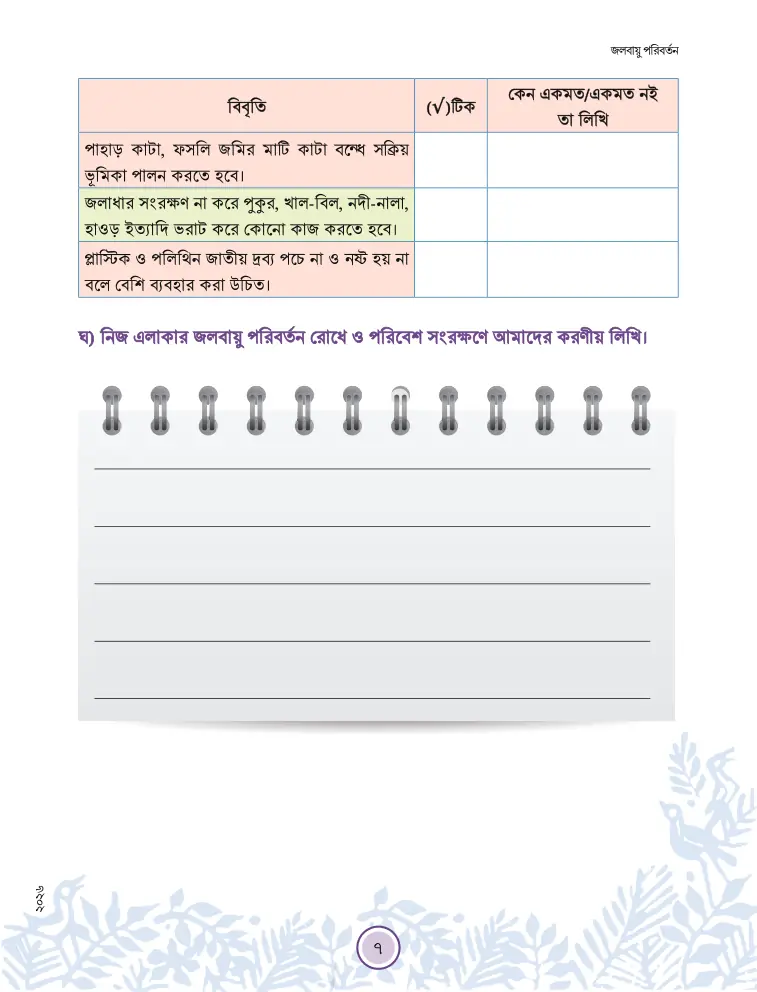 জলবায়ু পরিবর্তন
বিবৃতি
(√)টিক
কেন একমত/একমত নই
তা লিখি
পাহাড় কাটা, ফসলি জমির মাটি কাটা বন্ধে সক্রিয়
ভূমিকা পালন করতে হবে।
জলাধার সংরক্ষণ না করে পুকুর, খাল-বিল, নদী-নালা,
হাওড় ইত্যাদি ভরাট করে কোনো কাজ করতে হবে।
প্লাস্টিক ও পলিথিন জাতীয় দ্রব্য পচে না ও নষ্ট হয় না
বলে বেশি ব্যবহার করা উচিত।
ঘ) নিজ এলাকার জলবায়ু পরিবর্তন রোধে ও পরিবেশ সংরক্ষণে আমাদের করণীয় লিখি।
২০২৬
৭